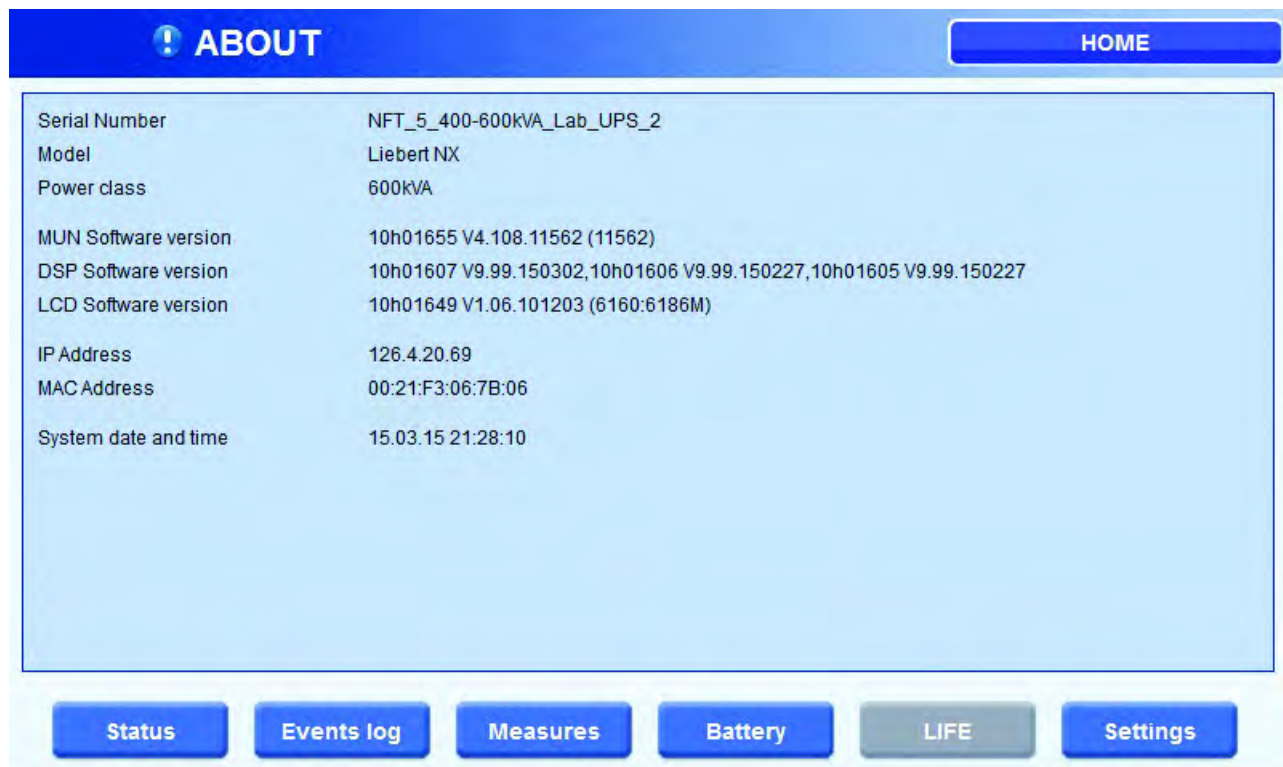 ABOUT
HOME
Serial Number NFT_5_400-600kVA_Lab_UPS_2
Model Liebert NX
Power class 600kVA
MUN Software version 10h01655 V4.108.11562 (11562)
DSP Software version 10h01607 V9.99.150302,10h01606 V9.99.150227,10h01605 V9.99.150227
LCD Software version 10h01649 V1.06.101203 (6160:6186M)
IP Address 126.4.20.69
MAC Address 00:21:F3:06:7B:06
System date and time 15.03.15 21:28:10
Status Events log Measures Battery LIFE Settings